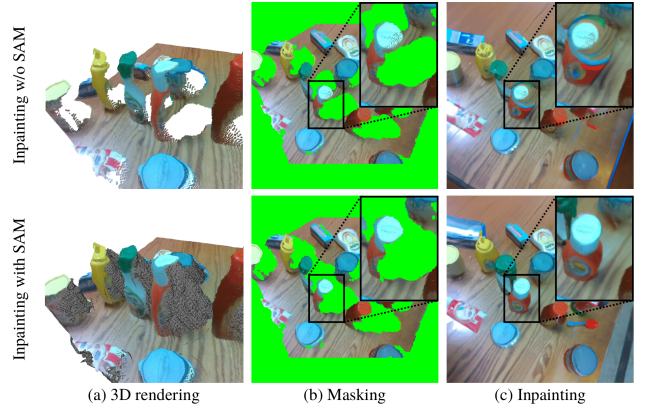 Inpainting w/o SAM
Inpainting with SAM
(a) 3D rendering
(b) Masking
(c) Inpainting